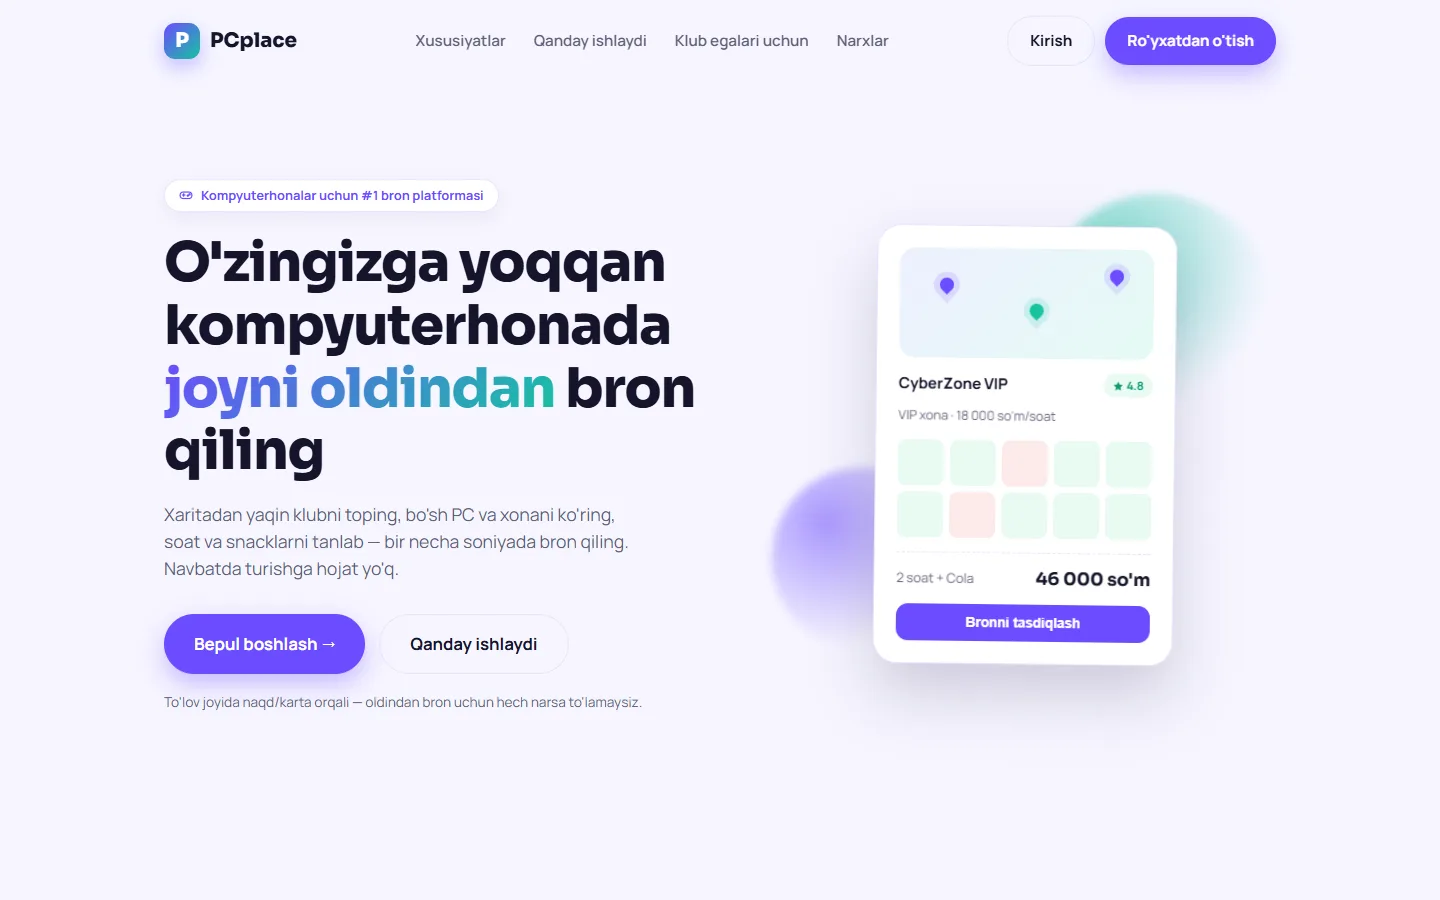 P PCplace
Xususiyatlar
Qanday ishlaydi
Klub egalari uchun
Narxlar
Kirish
Ro'yxatdan o'tish
Kompyuterhonalar uchun #1 bron platformasi
O'zingizga yoqqan
kompyuterhonada
joyni oldindan bron
qiling
Xaritadan yaqin klubni toping, bo'sh PC va xonani ko'ring,
soat va snacklarni tanlab — bir necha soniyada bron qiling.
Navbatda turishga hojat yo'q.
Bepul boshlash →
Qanday ishlaydi
To'lov joyida naqd/karta orqali — oldindan bron uchun hech narsa to'lamaysiz.
CyberZone VIP
★ 4.8
VIP xona · 18 000 so'm/soat
2 soat + Cola
46 000 so'm
Bronni tasdiqlash